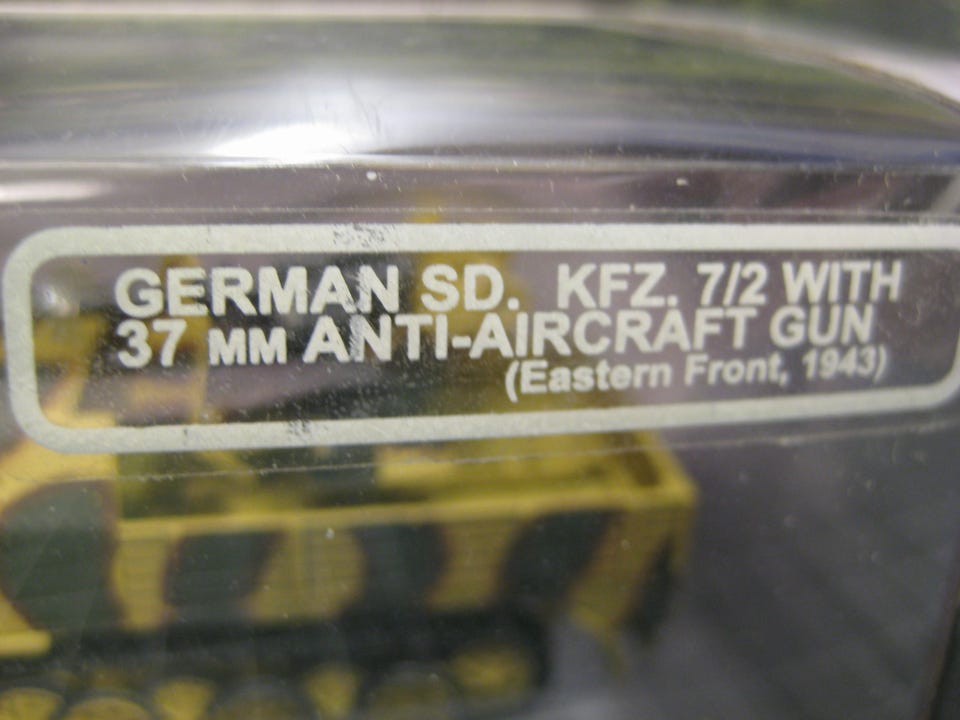 GERMAN SD. KFZ. 7/2 WITH
37 MM ANTI-AIRCRAFT GUN
(Eastern Front, 1943)